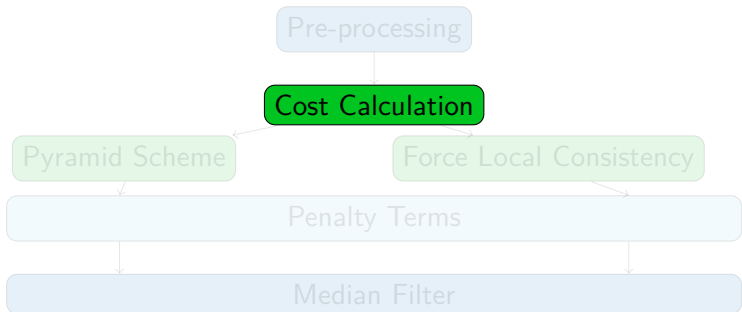 Pre-processing
Cost Calculation
Pyramid Scheme
Force Local Consistency
Penalty Terms
Median Filter